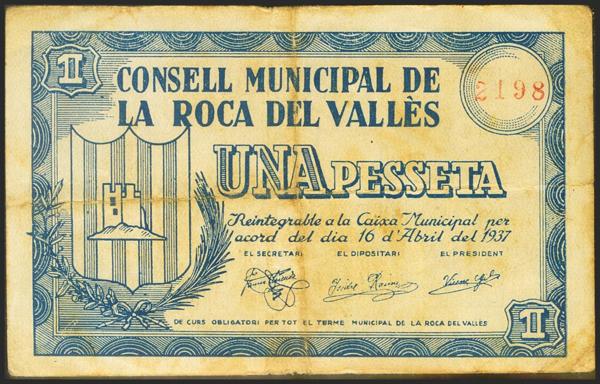 1
CONSELL MUNICIPAL DE
LA ROCA DEL VALLÈS
2198
UNA PESSETA
Reintegrable a la Caixa Municipal per
acord del dia 16 d'Abril del 1937
EL SECRETARI EL DIPOSITARI EL PRESIDENT
DE CURS OBLIGATORI PER TOT EL TERME MUNICIPAL DE LA ROCA DEL VALLES
1